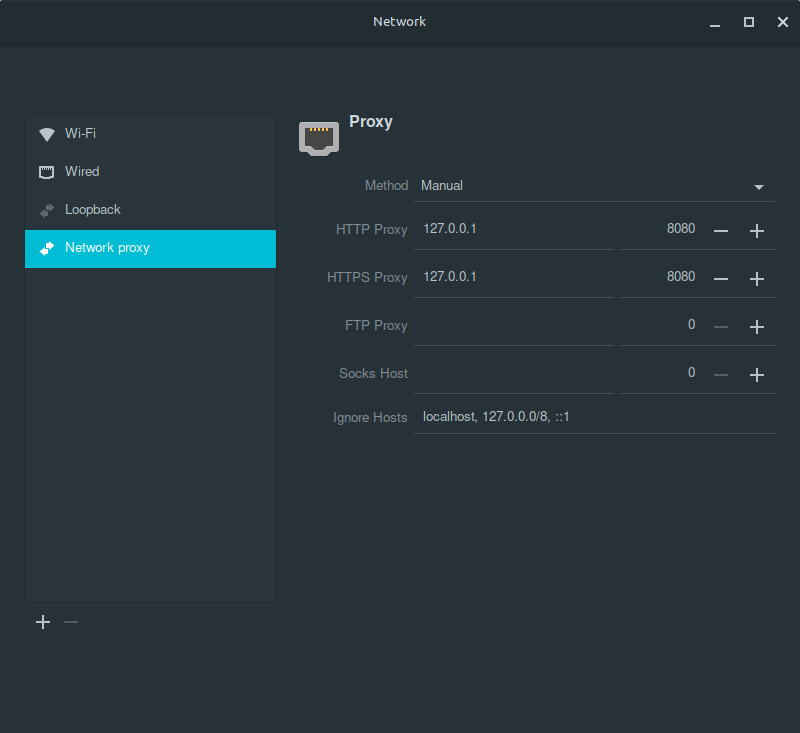 Network
Wi-Fi
Wired
Loopback
Network proxy
Proxy
Method Manual
HTTP Proxy 127.0.0.1 8080
HTTPS Proxy 127.0.0.1 8080
FTP Proxy 0
Socks Host 0
Ignore Hosts localhost, 127.0.0.0/8, ::1